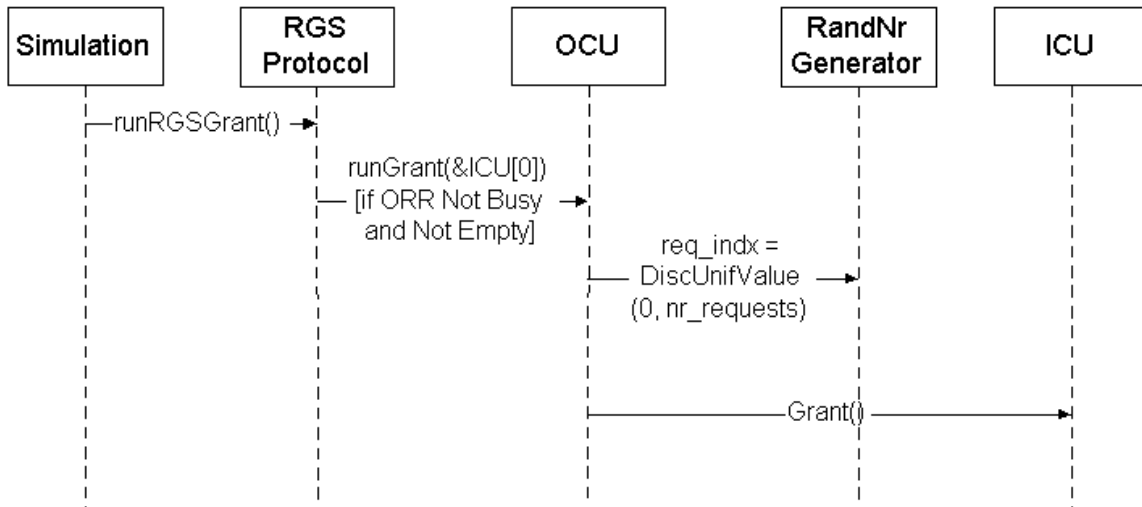 Simulation
RGS
Protocol
OCU
RandNr
Generator
ICU
runRGSGrant()
runGrant(&ICU[0])
[if ORR Not Busy
and Not Empty]
req_indx =
DiscUnifValue
(0, nr_requests)
Grant()